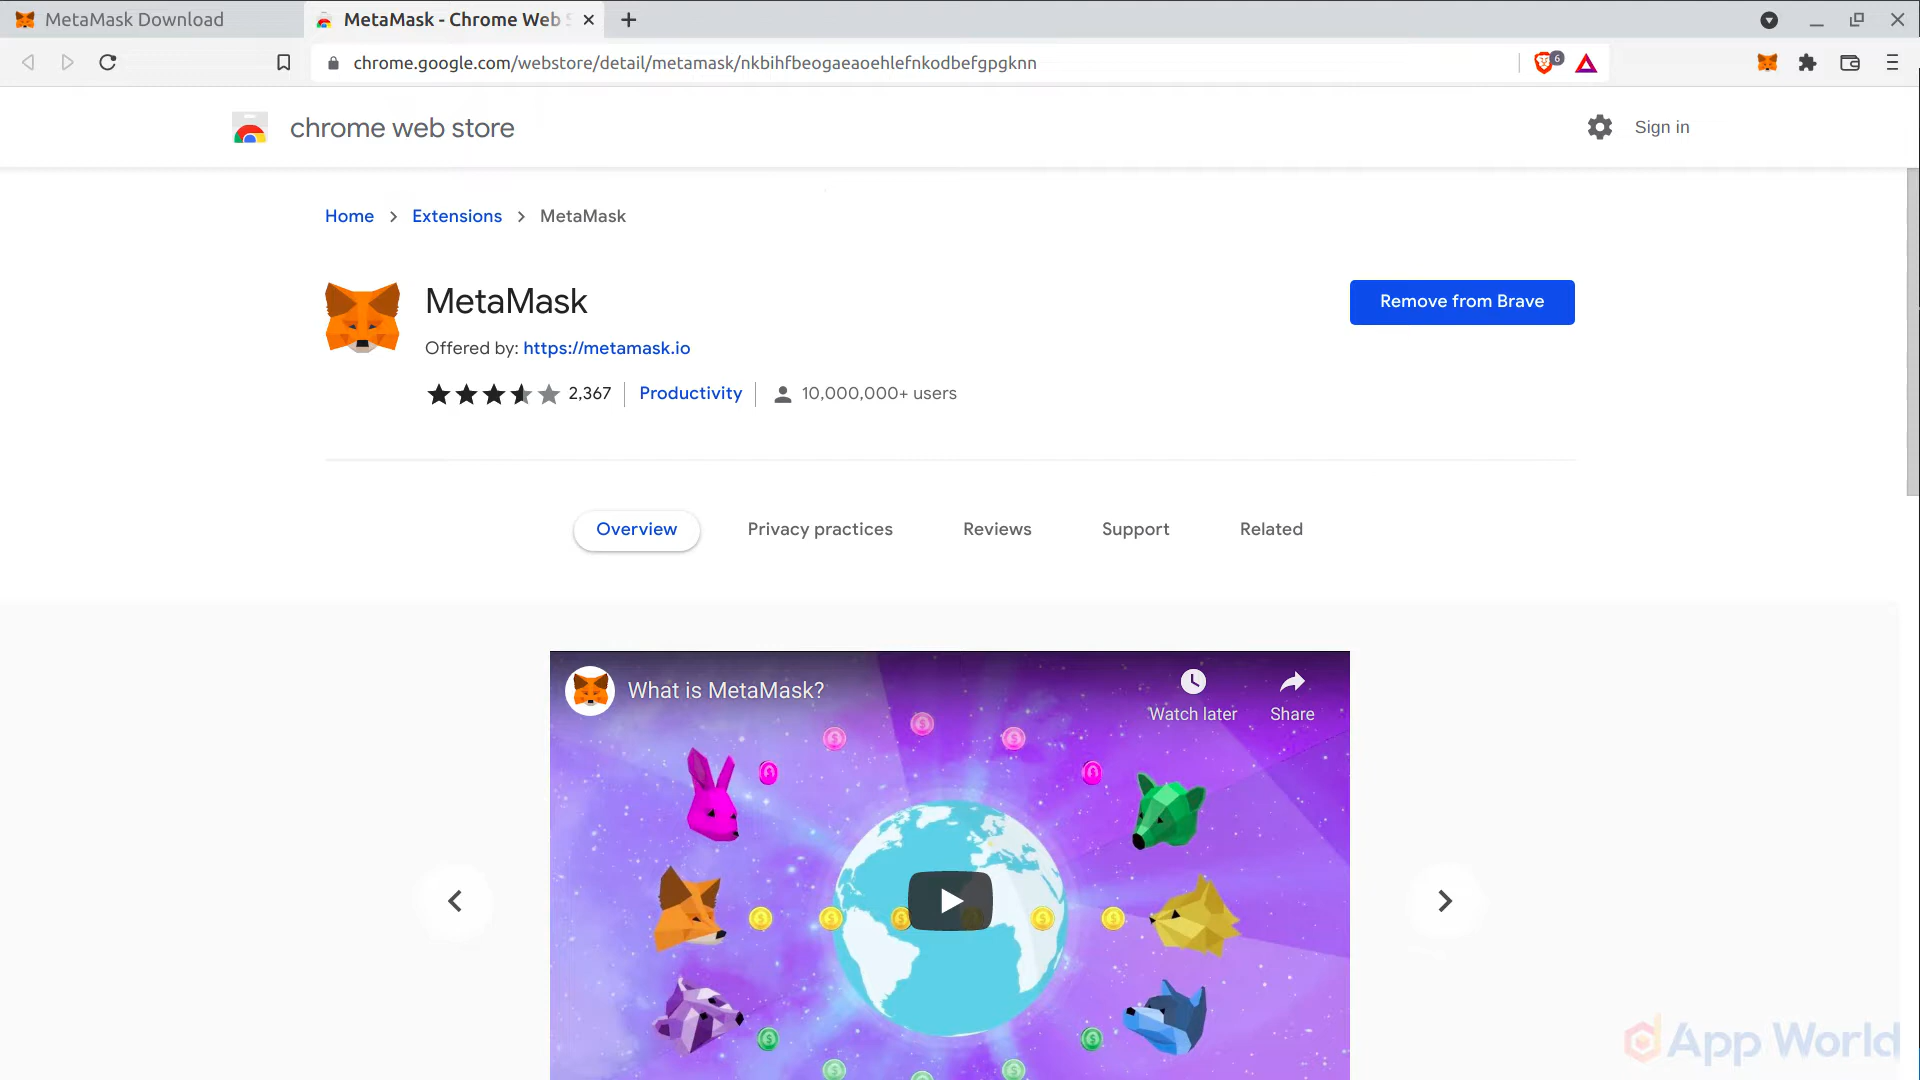 MetaMask Download
MetaMask - Chrome Web S
chrome.google.com/webstore/detail/metamask/nkbihfbeogaeaoehlefnkodbefgpgknn
6
chrome web store
Sign in
Home > Extensions > MetaMask
MetaMask
Remove from Brave
Offered by: https://metamask.io
2,367
Productivity
10,000,000+ users
Overview
Privacy practices
Reviews
Support
Related
What is MetaMask?
Watch later
Share
App World